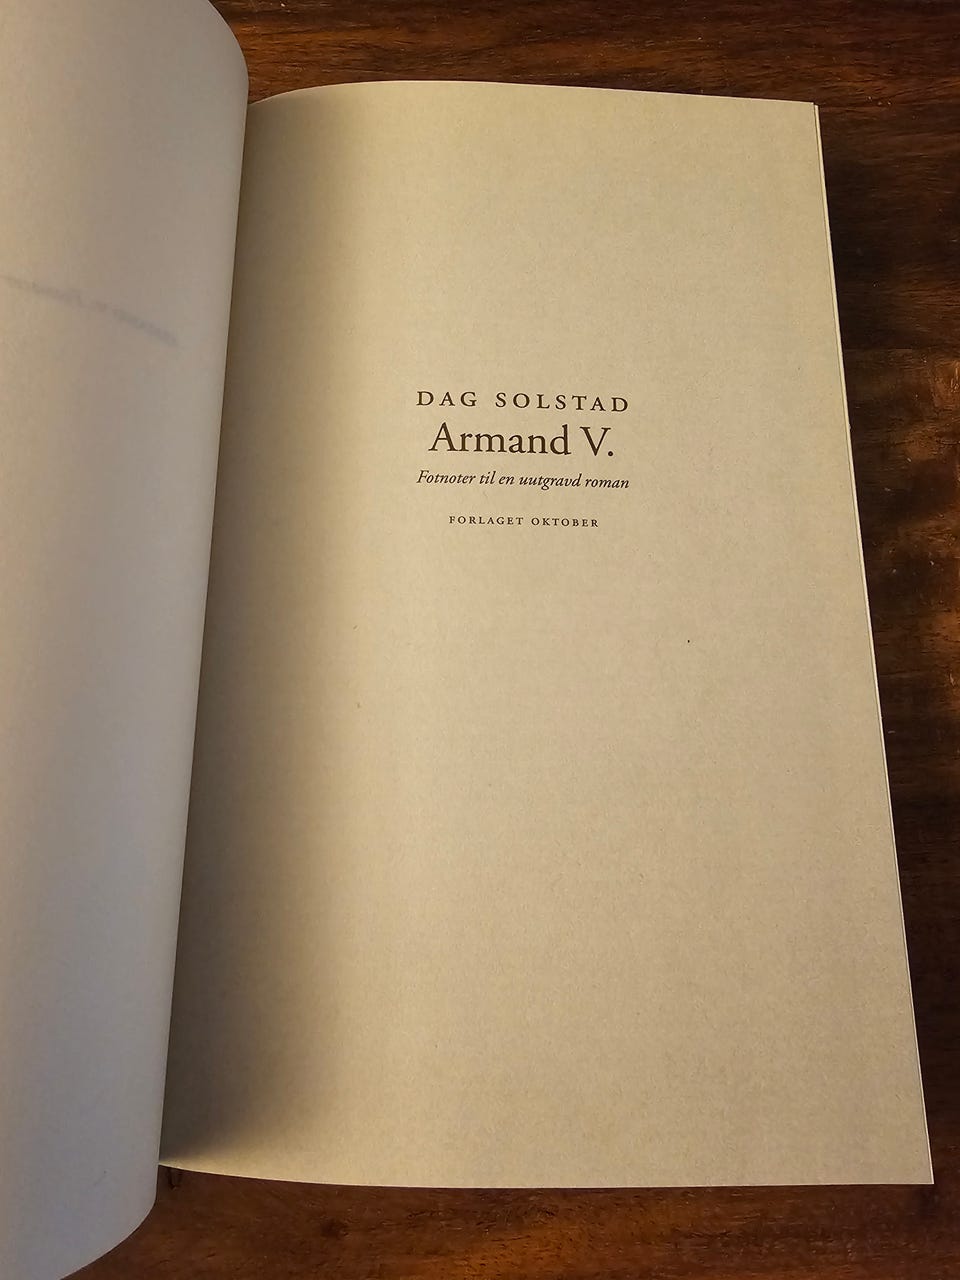 DAG SOLSTAD
Armand V.
Fotnoter til en uutgravd roman
FORLAGET OKTOBER